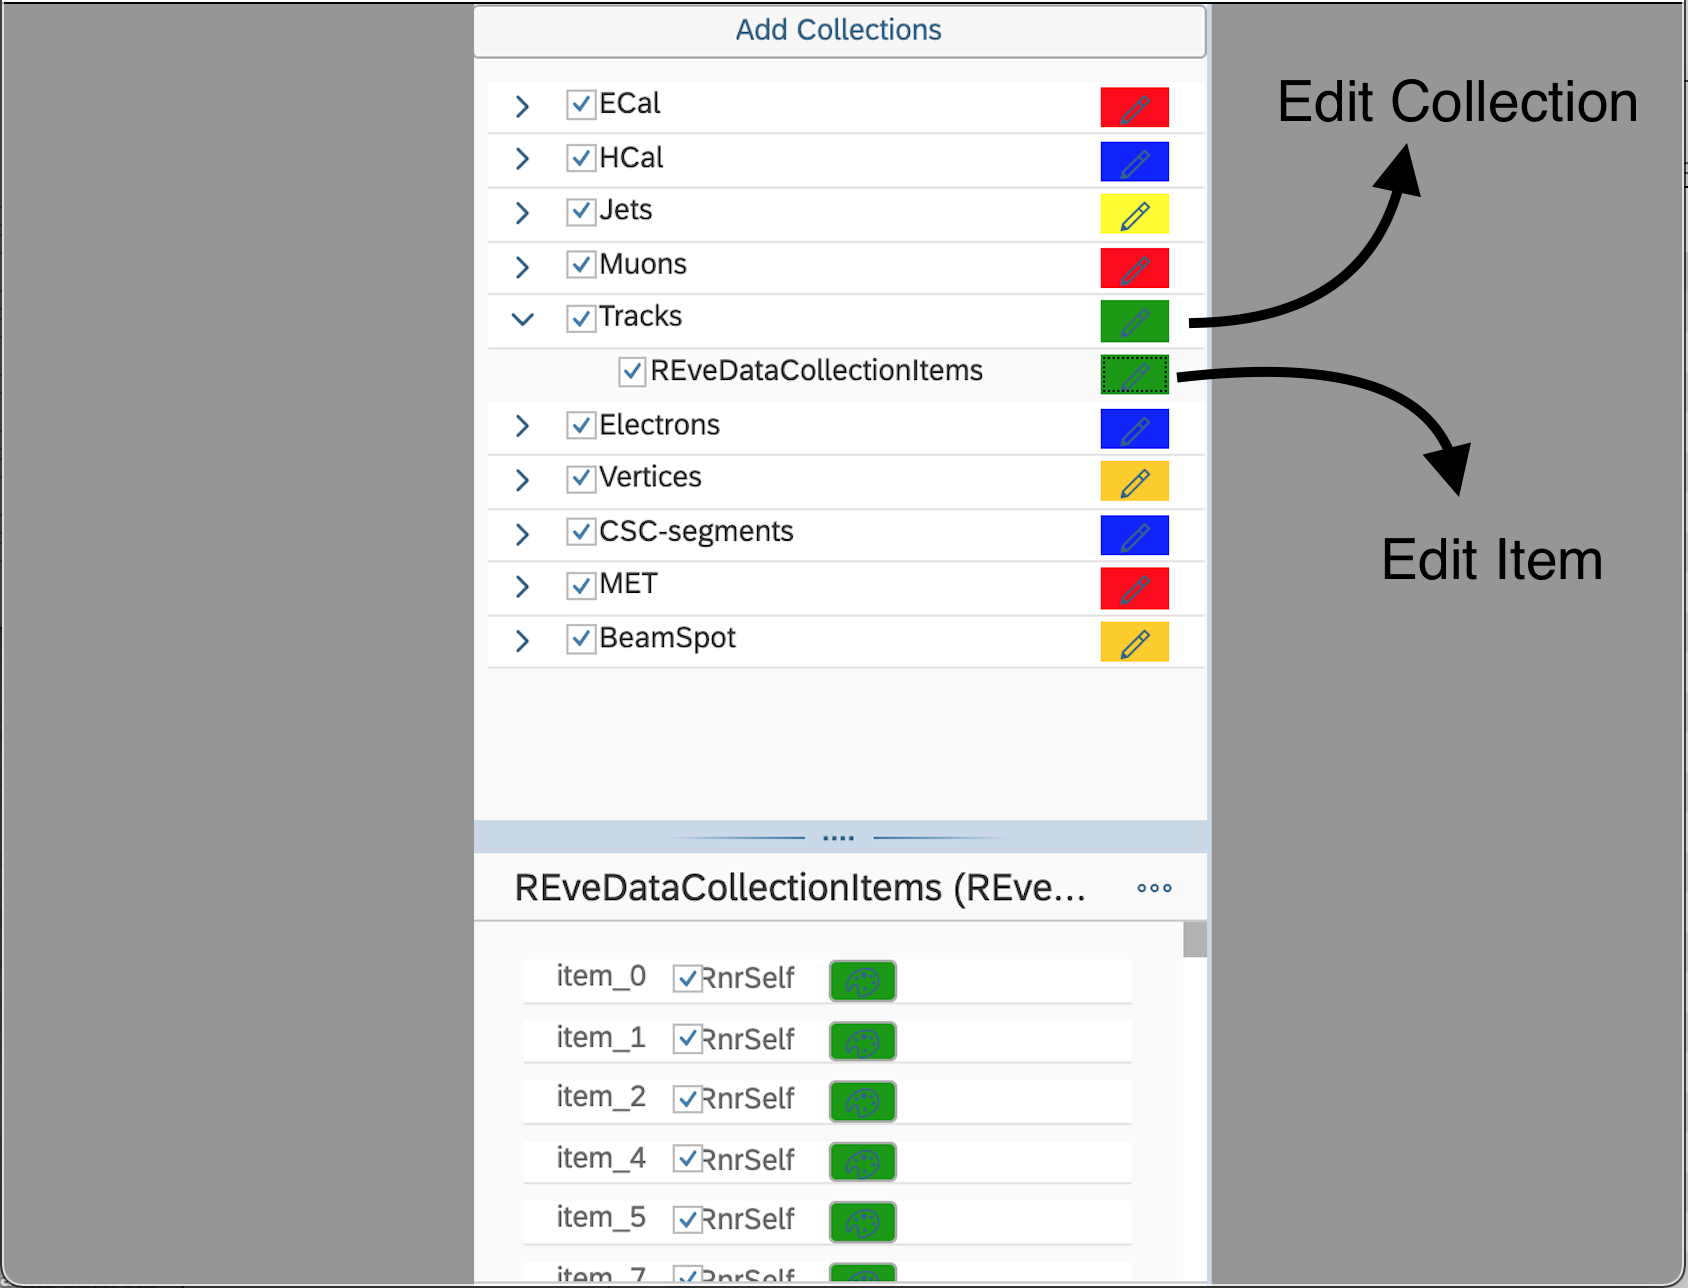 Add Collections
ECal
Edit Collection
HCal
Jets
Muons
Tracks
REveDataCollectionItems
Electrons
Vertices
CSC-segments
Edit Item
MET
BeamSpot
REveDataCollectionItems (REve...
item_0 RnrSelf
item_1 RnrSelf
item_2 RnrSelf
item_4 RnrSelf
item_5 RnrSelf
item_7 RnrSelf